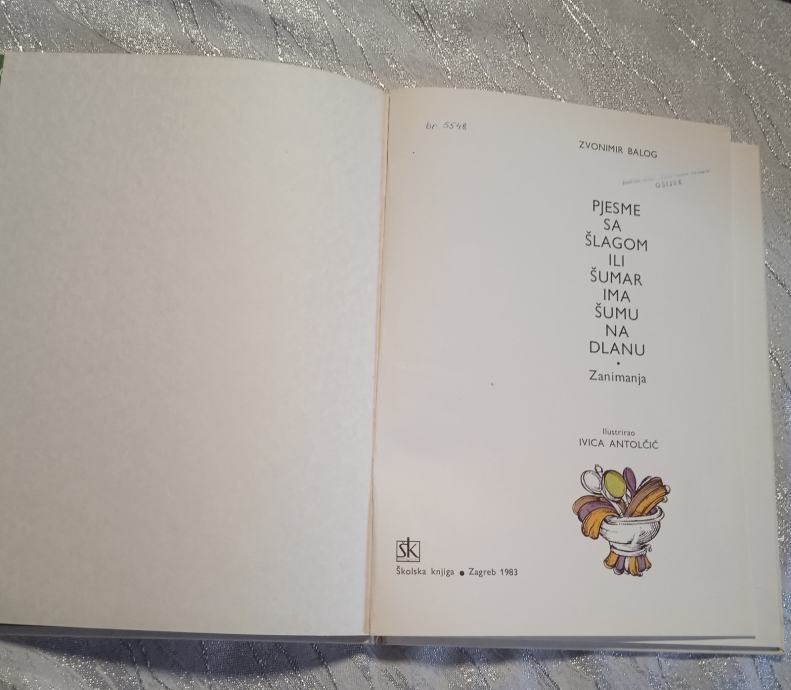 br. 5548
ZVONIMIR BALOG
OSIJEK
PJESME
SA
ŠLAGOM
ILI
ŠUMAR
IMA
ŠUMU
NA
DLANU
•
Zanimanja
Ilustrirao
IVICA ANTOLČIĆ
šk
Školska knjiga • Zagreb 1983